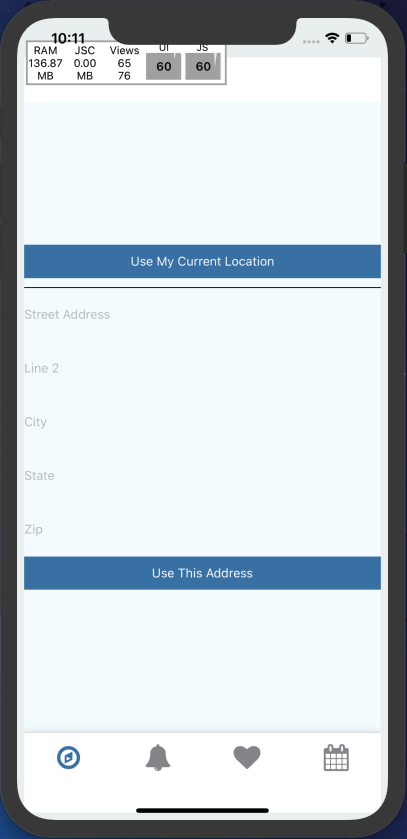 10:11
RAM JSC Views UI JS
136.87 0.00 65 60 60
MB MB 76
Use My Current Location
Street Address
Line 2
City
State
Zip
Use This Address